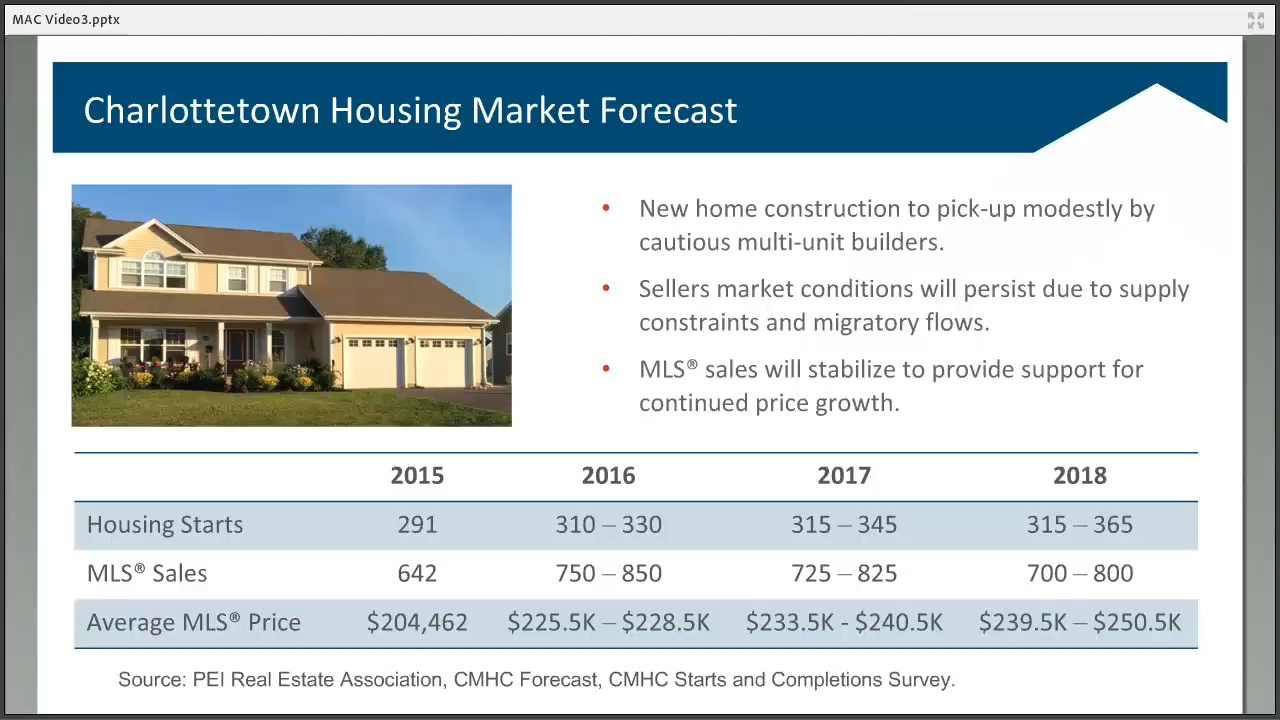 MAC Video3.pptx
Charlottetown Housing Market Forecast
• New home construction to pick-up modestly by
cautious multi-unit builders.
• Sellers market conditions will persist due to supply
constraints and migratory flows.
• MLS® sales will stabilize to provide support for
continued price growth.
2015 2016 2017 2018
Housing Starts 291 310 – 330 315 – 345 315 – 365
MLS® Sales 642 750 – 850 725 – 825 700 – 800
Average MLS® Price $204,462 $225.5K – $228.5K $233.5K - $240.5K $239.5K – $250.5K
Source: PEI Real Estate Association, CMHC Forecast, CMHC Starts and Completions Survey.